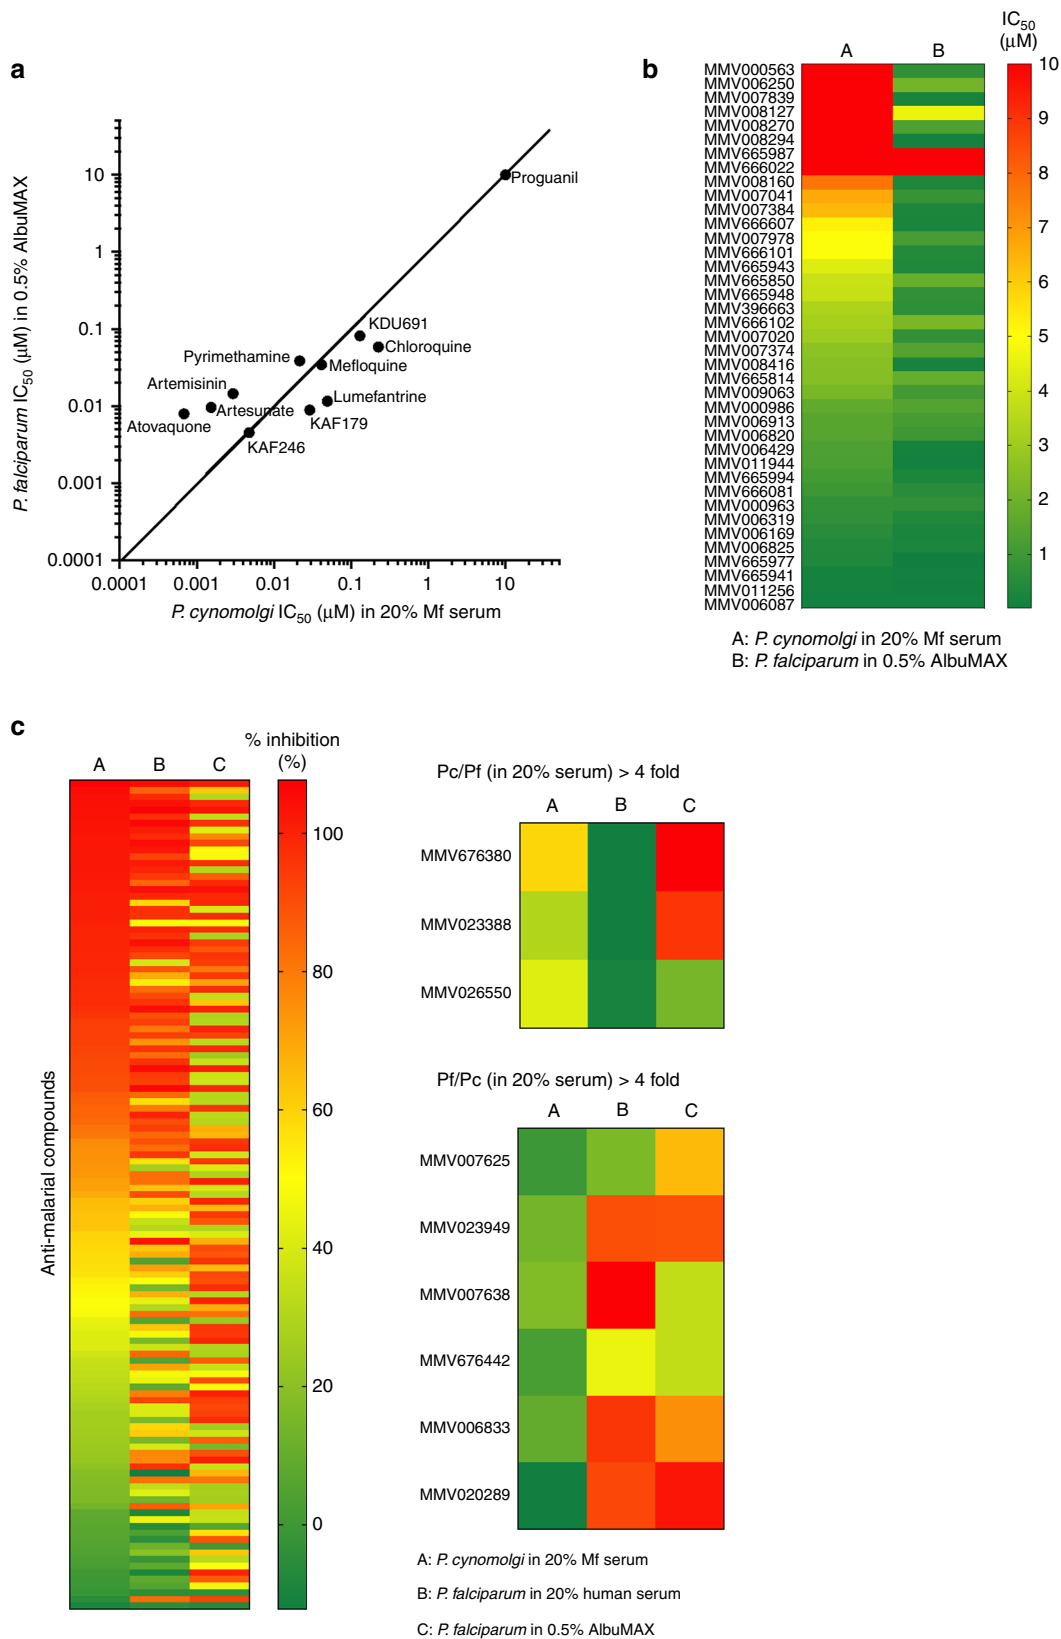 a
P. falciparum IC50 (μM) in 0.5% AlbuMAX
10
1
0.1
0.01
0.001
0.0001
Proguanil
KDU691
Chloroquine
Pyrimethamine
Mefloquine
Artemisinin
Lumefantrine
Artesunate
Atovaquone
KAF179
KAF246
0.0001 0.001 0.01 0.1 1 10
P. cynomolgi IC50 (μM) in 20% Mf serum
b
A B
IC50
(μM)
MMV000563
MMV006250
MMV007839
MMV008127
MMV008270
MMV008294
MMV665987
MMV666022
MMV008160
MMV007041
MMV007384
MMV666607
MMV007978
MMV666101
MMV665943
MMV665850
MMV665948
MMV396663
MMV666102
MMV007020
MMV007374
MMV008416
MMV665814
MMV009063
MMV000986
MMV006913
MMV006820
MMV006429
MMV011944
MMV665994
MMV666081
MMV000963
MMV006319
MMV006169
MMV006825
MMV665977
MMV665941
MMV011256
MMV006087
10
9
8
7
6
5
4
3
2
1
A: P. cynomolgi in 20% Mf serum
B: P. falciparum in 0.5% AlbuMAX
c
A B C
% inhibition
(%)
Anti-malarial compounds
100
80
60
40
20
0
Pc/Pf (in 20% serum) > 4 fold
A B C
MMV676380
MMV023388
MMV026550
Pf/Pc (in 20% serum) > 4 fold
A B C
MMV007625
MMV023949
MMV007638
MMV676442
MMV006833
MMV020289
A: P. cynomolgi in 20% Mf serum
B: P. falciparum in 20% human serum
C: P. falciparum in 0.5% AlbuMAX